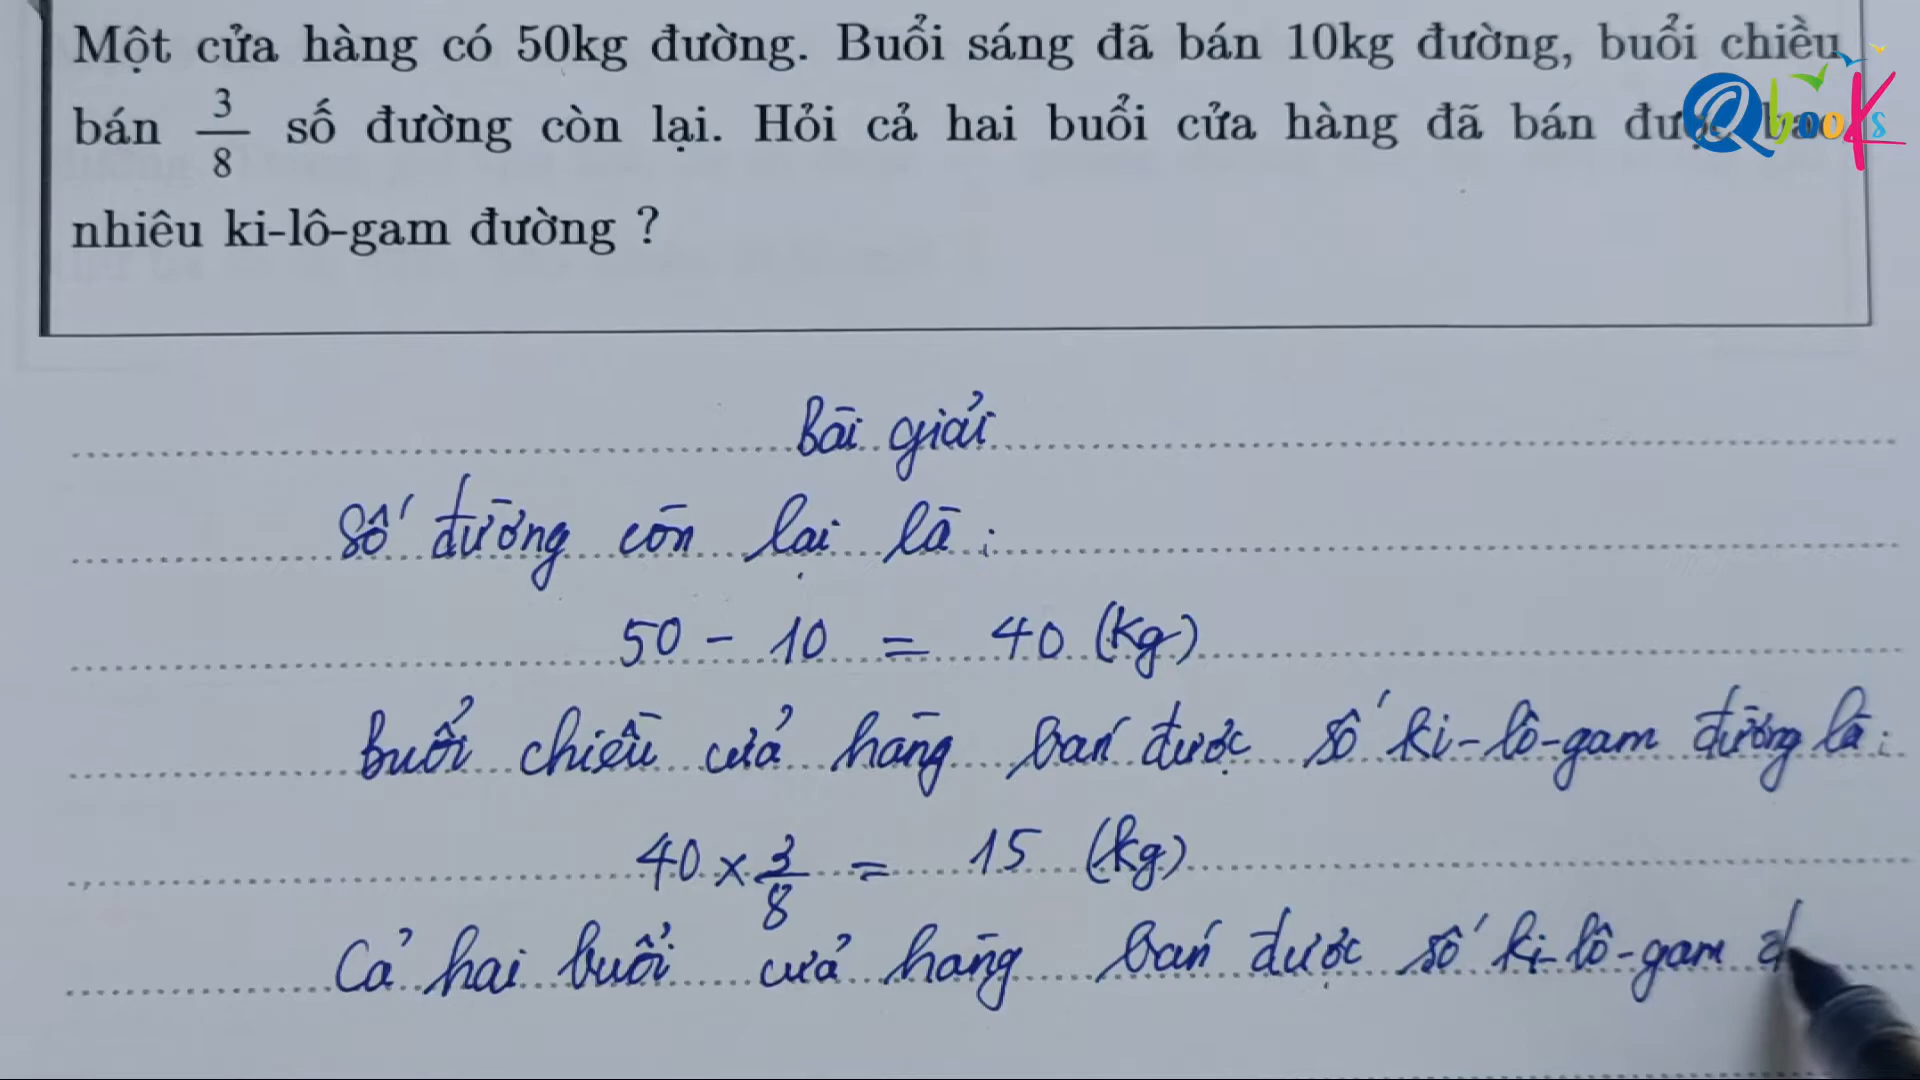 Một cửa hàng có 50kg đường. Buổi sáng đã bán 10kg đường, buổi chiều
bán 3/8 số đường còn lại. Hỏi cả hai buổi cửa hàng đã bán được bao
nhiêu ki-lô-gam đường ?
Qbooks
Bài giải
Số đường còn lại là :
50 - 10 = 40 (kg)
Buổi chiều cửa hàng bán được số ki-lô-gam đường là :
40 × 3/8 = 15 (kg)
Cả hai buổi cửa hàng bán được số ki-lô-gam đ